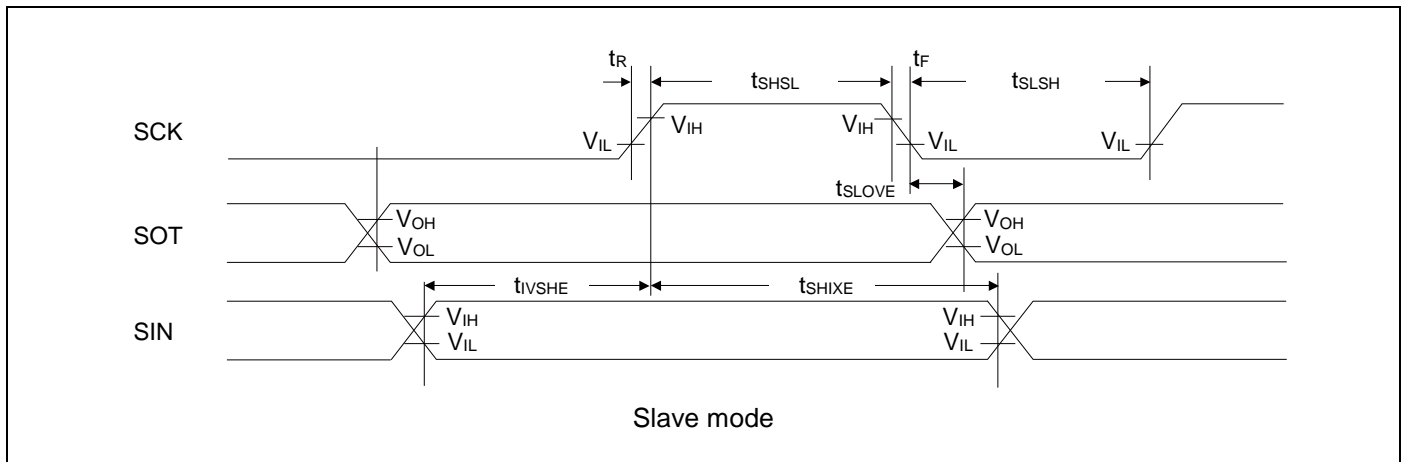 tR tF
tSHSL tSLSH
SCK VIH VIH
VIL VIL VIL
tSLOVE
SOT VOH VOH
VOL VOL
tIVSHE tSHIXE
SIN VIH VIH
VIL VIL
Slave mode